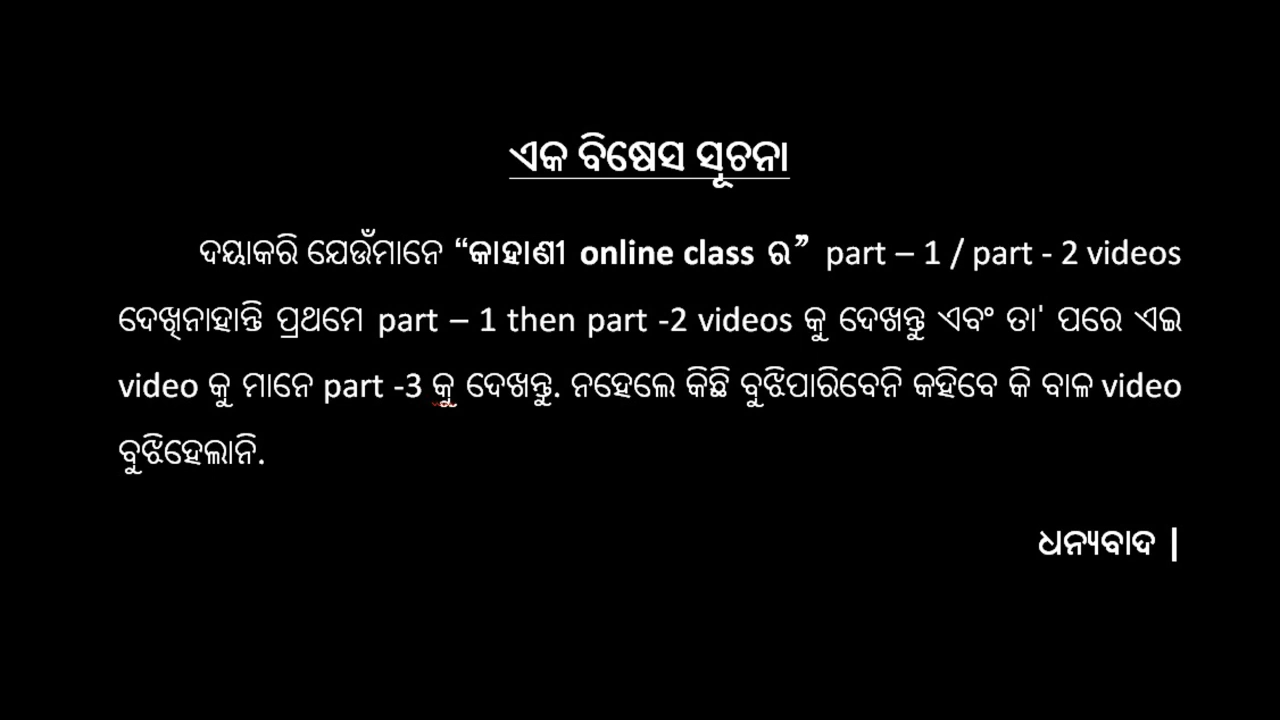 ଏକ ବିଷେସ ସୂଚନା
ଦୟାକରି ଯେଉଁମାନେ “କାହାଣୀ online class ର” part – 1 / part - 2 videos
ଦେଖିନାହାନ୍ତି ପ୍ରଥମେ part – 1 then part -2 videos କୁ ଦେଖନ୍ତୁ ଏବଂ ତା' ପରେ ଏଇ
video କୁ ମାନେ part -3 କୁ ଦେଖନ୍ତୁ. ନହେଲେ କିଛି ବୁଝିପାରିବେନି କହିବେ କି ବାଳ video
ବୁଝିହେଲାନି.
ଧନ୍ୟବାଦ |